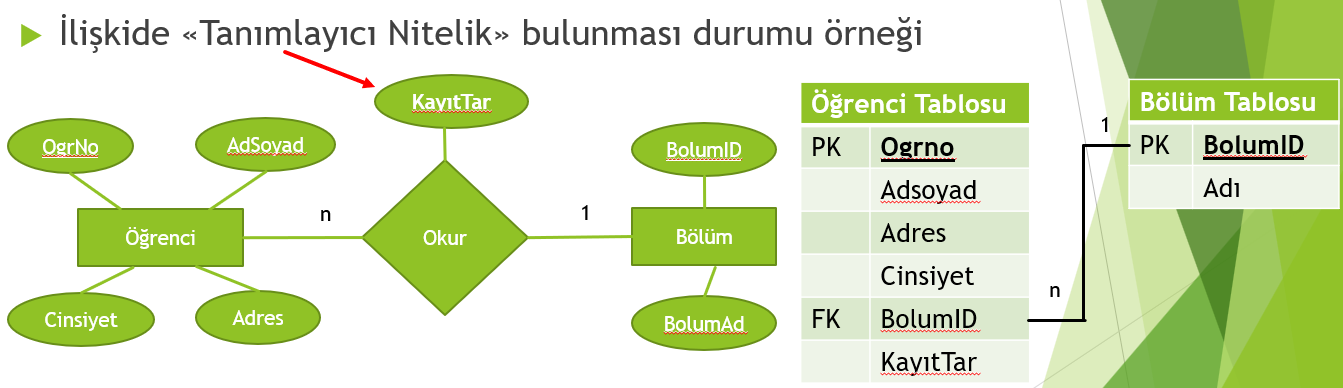 İlişkide «Tanımlayıcı Nitelik» bulunması durumu örneği
KayıtTar
OgrNo
AdSoyad
BolumID
Öğrenci
n
Okur
1
Bölüm
Cinsiyet
Adres
BolumAd
Öğrenci Tablosu
PK Ogrno
Adsoyad
Adres
Cinsiyet
FK BolumID
KayıtTar
n
1
Bölüm Tablosu
PK BolumID
Adı